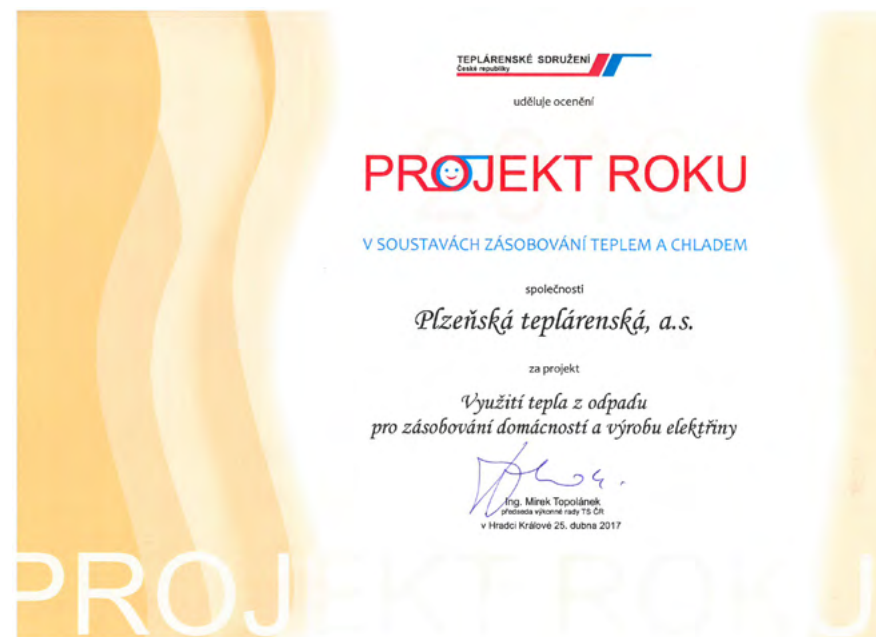 TEPLÁRENSKÉ SDRUŽENÍ
České republiky
uděluje ocenění
2016
PROJEKT ROKU
V SOUSTAVÁCH ZÁSOBOVÁNÍ TEPLEM A CHLADEM
společnosti
Plzeňská teplárenská, a.s.
za projekt
Využití tepla z odpadu
pro zásobování domácností a výrobu elektřiny
Ing. Mirek Topolánek
předseda výkonné rady TS ČR
v Hradci Králové 25. dubna 2017
PROJEKT ROKU